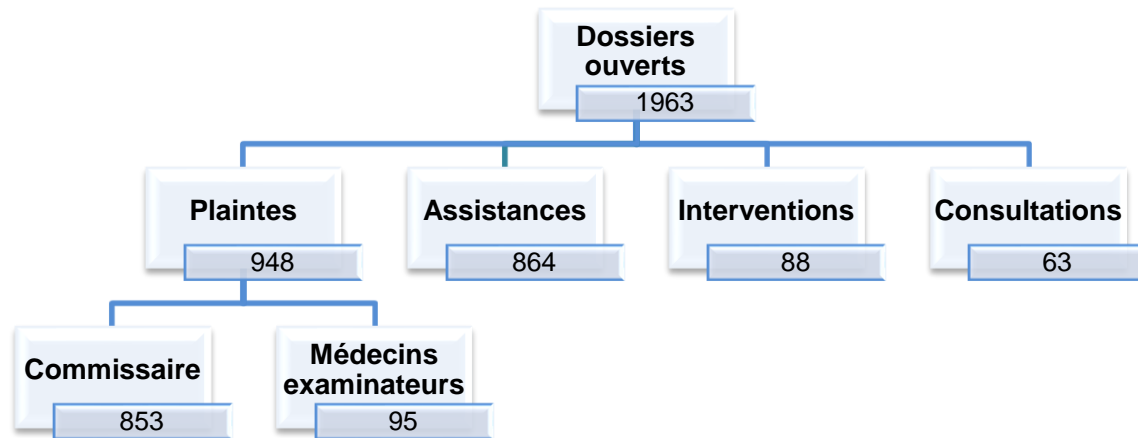 Dossiers
ouverts
1963
Plaintes
948
Assistances
864
Interventions
88
Consultations
63
Commissaire
853
Médecins
examinateurs
95